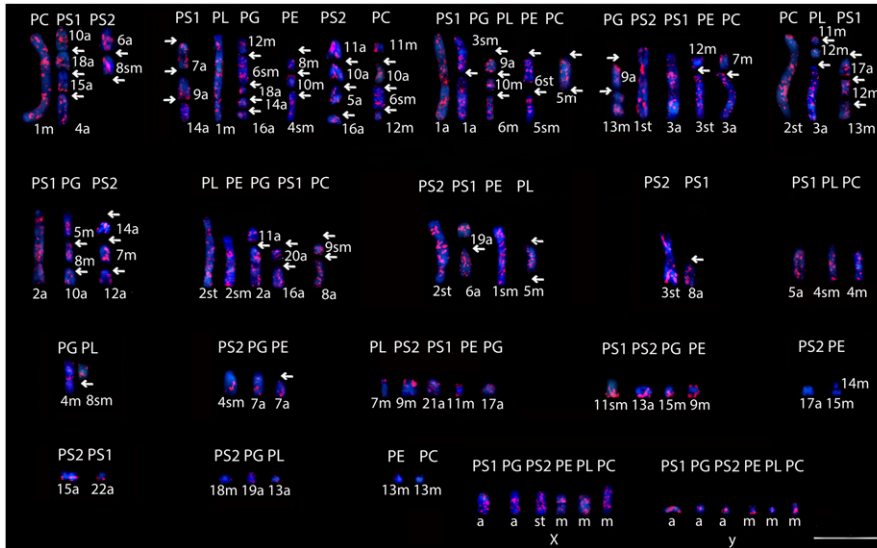 PC PS1 PS2
10a 6a
18a 8sm
15a
1m 4a
PS1 PL PG PE PS2 PC
12m 8m 11a 11m
7a 6sm 10m 10a 10a
9a 18a 5a 6sm
14a
14a 1m 16a 4sm 16a 12m
PS1 PG PL PE PC
3sm
9a 6st
10m 5m
1a 1a 6m 5sm
PG PS2 PS1 PE PC
12m 7m
9a
13m 1st 3a 3st 3a
PC PL PS1
11m
12m 17a
12m
2st 3a 13m
PS1 PG PS2
5m 14a
8m 7m
2a 10a 12a
PL PE PG PS1 PC
11a 9sm
20a
2st 2sm 2a 16a 8a
PS2 PS1 PE PL
19a
2st 6a 1sm 5m
PS2 PS1
3st 8a
PS1 PL PC
5a 4sm 4m
PG PL
4m 8sm
PS2 PG PE
4sm 7a 7a
PL PS2 PS1 PE PG
7m 9m 21a 11m 17a
PS1 PS2 PG PE
11sm 13a 15m 9m
PS2 PE
14m
17a 15m
PS2 PS1
15a 22a
PS2 PG PL
18m 19a 13a
PE PC
13m 13m
PS1 PG PS2 PE PL PC
a a st m m m
X
PS1 PG PS2 PE PL PC
a a a m m m
y